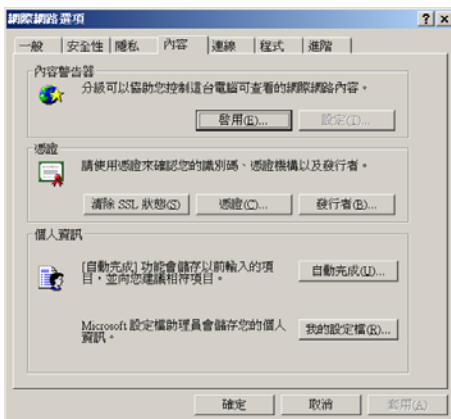 網際網路選項
一般 安全性 隱私 內容 連線 程式 進階
內容警告器
分級可以協助您控制這台電腦可查看的網際網路內容。
啟用(E)... 設定(T)...
憑證
請使用憑證來確認您的識別碼、憑證機構以及發行者。
清除 SSL 狀態(S) 憑證(C)... 發行者(B)...
個人資訊
[自動完成] 功能會儲存以前輸入的項
目，並向您建議相符項目。
自動完成(U)...
Microsoft 設定檔助理員會儲存您的個人
資訊。
我的設定檔(R)...
確定 取消 套用(A)